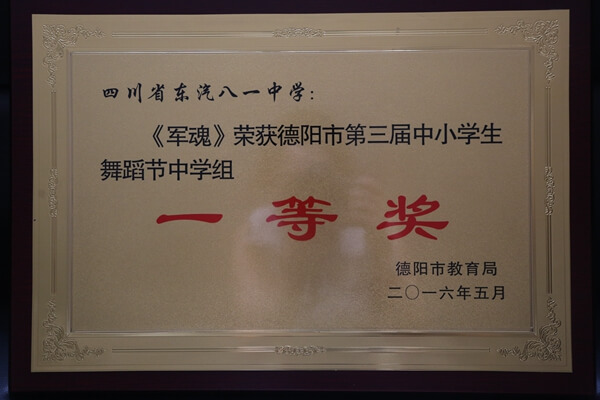 四川省东汽八一中学：
《军魂》荣获德阳市第三届中小学生
舞蹈节中学组
一等奖
德阳市教育局
二〇一六年五月